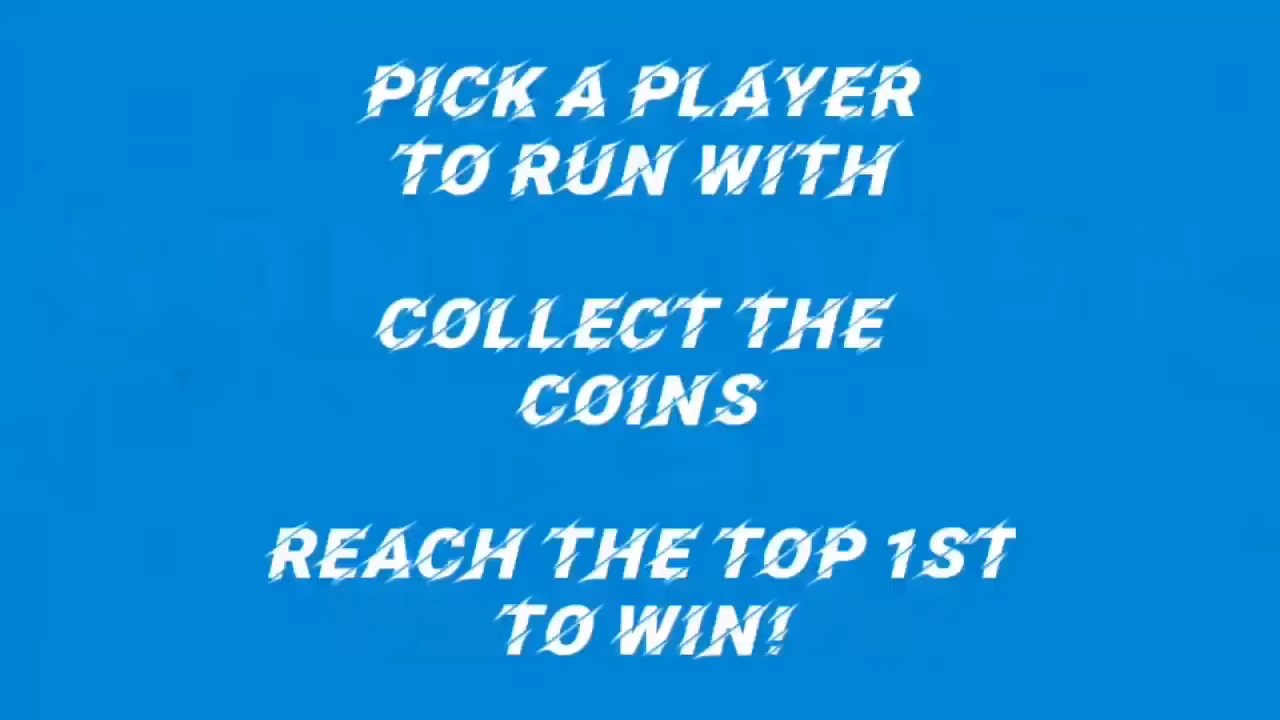 PICK A PLAYER
TO RUN WITH
COLLECT THE
COINS
REACH THE TOP 1ST
TO WIN!